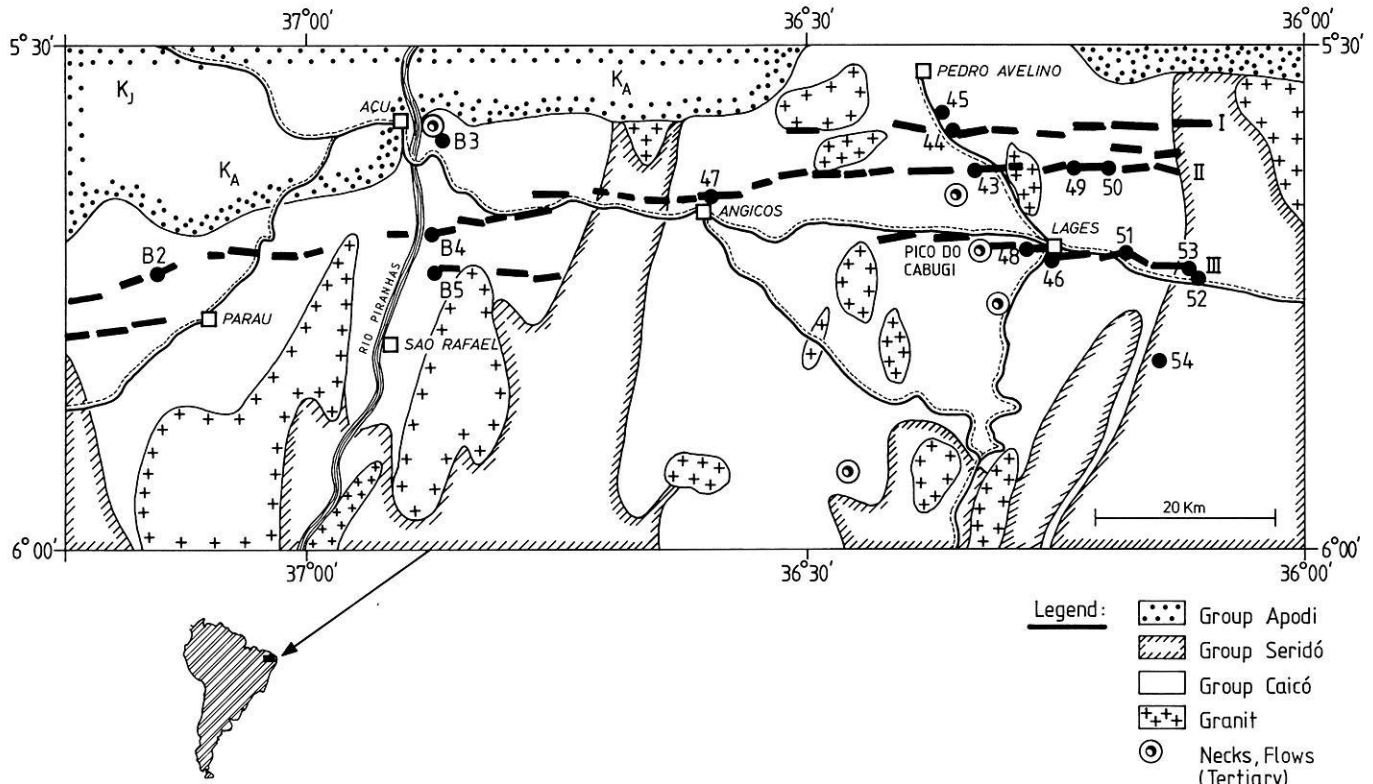 37°00'
36°30'
36°00'
5°30'
5°30'
KJ
KA
PEDRO AVELINO
ACU
45
44
I
B3
KA
II
43
49
50
47
ANGICOS
LAGES
B2
B4
PICO DO
CABUGI
48
46
51
53
III
52
B5
RIO PIRANHAS
PARAU
SAO RAFAEL
54
20 Km
6°00'
6°00'
37°00'
36°30'
36°00'
Legend:
Group Apodi
Group Seridó
Group Caicó
Granit
Necks, Flows
(Tertiary)